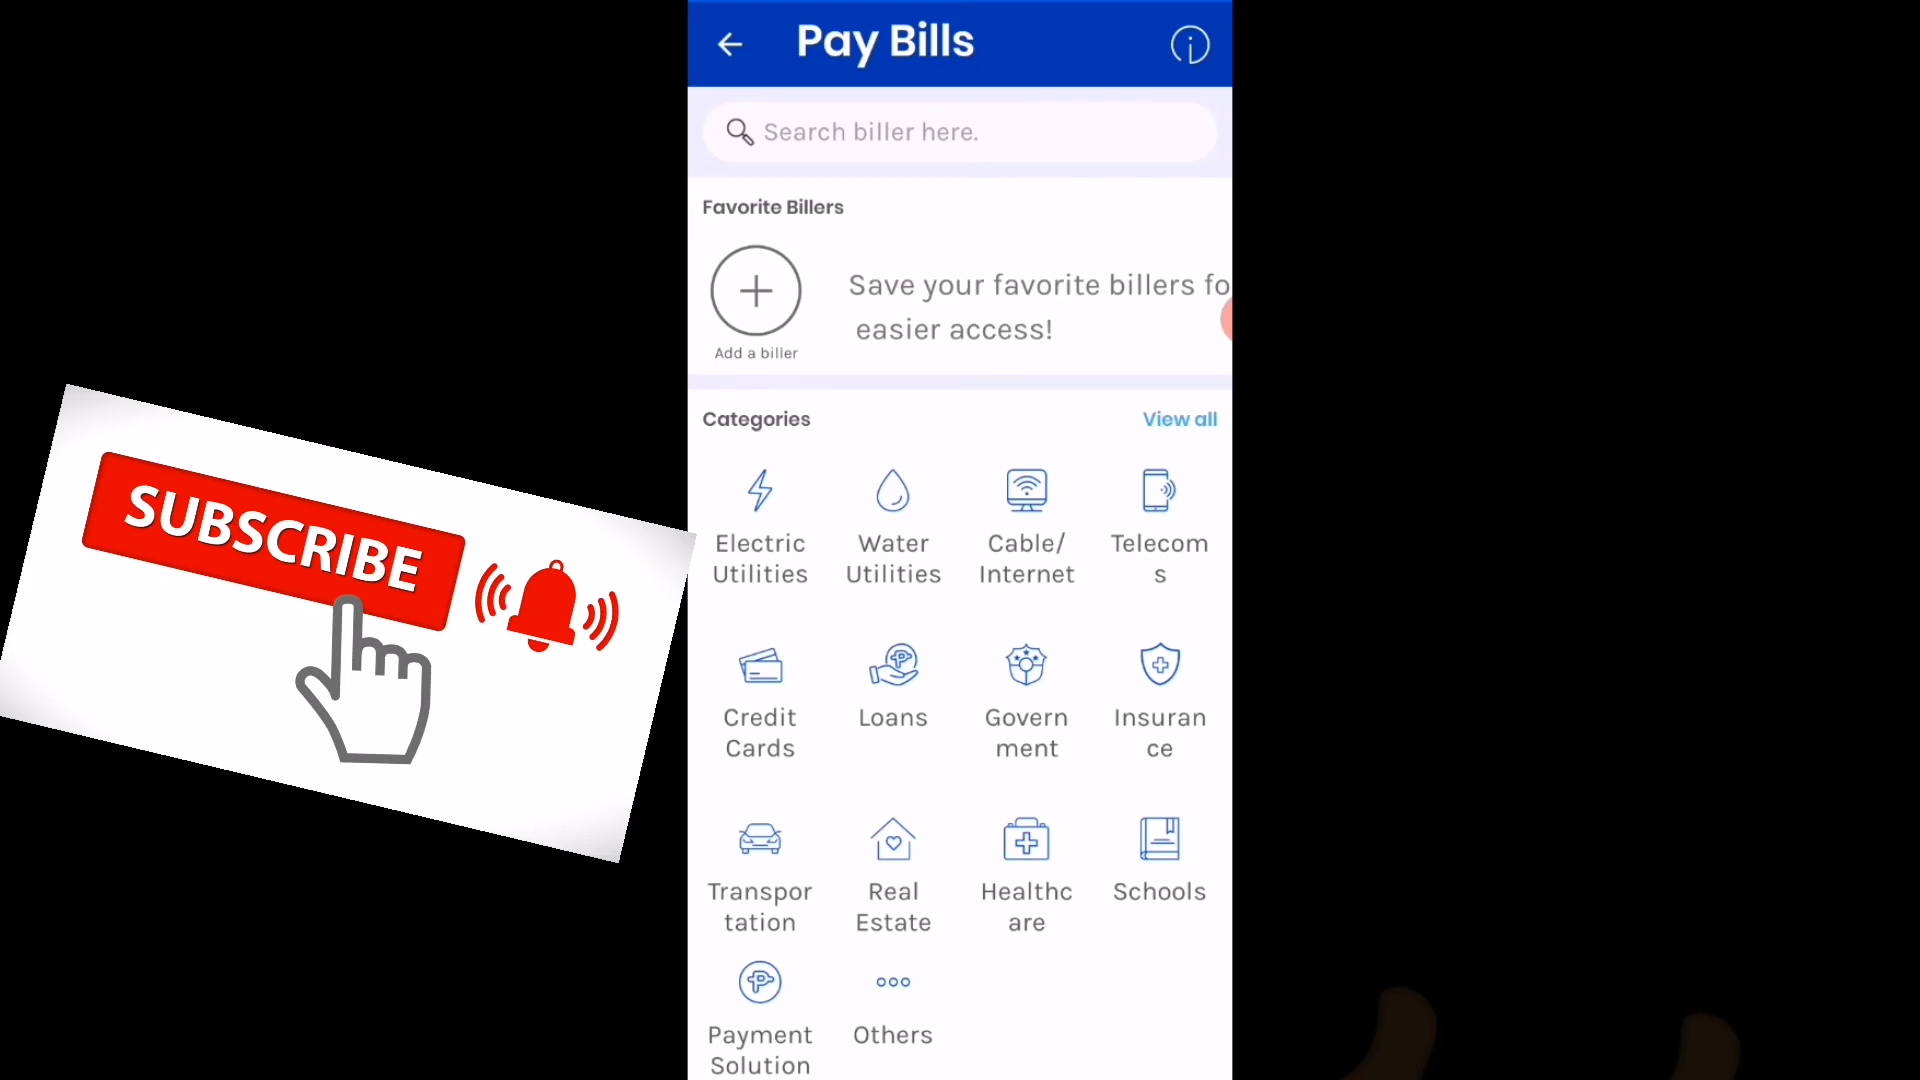 Pay Bills
Search biller here.
Favorite Billers
Save your favorite billers fo
easier access!
Add a biller
Categories
View all
Electric
Utilities
Water
Utilities
Cable/
Internet
Telecom
s
Credit
Cards
Loans
Govern
ment
Insuran
ce
Transpor
tation
Real
Estate
Healthc
are
Schools
Payment
Solution
Others
SUBSCRIBE